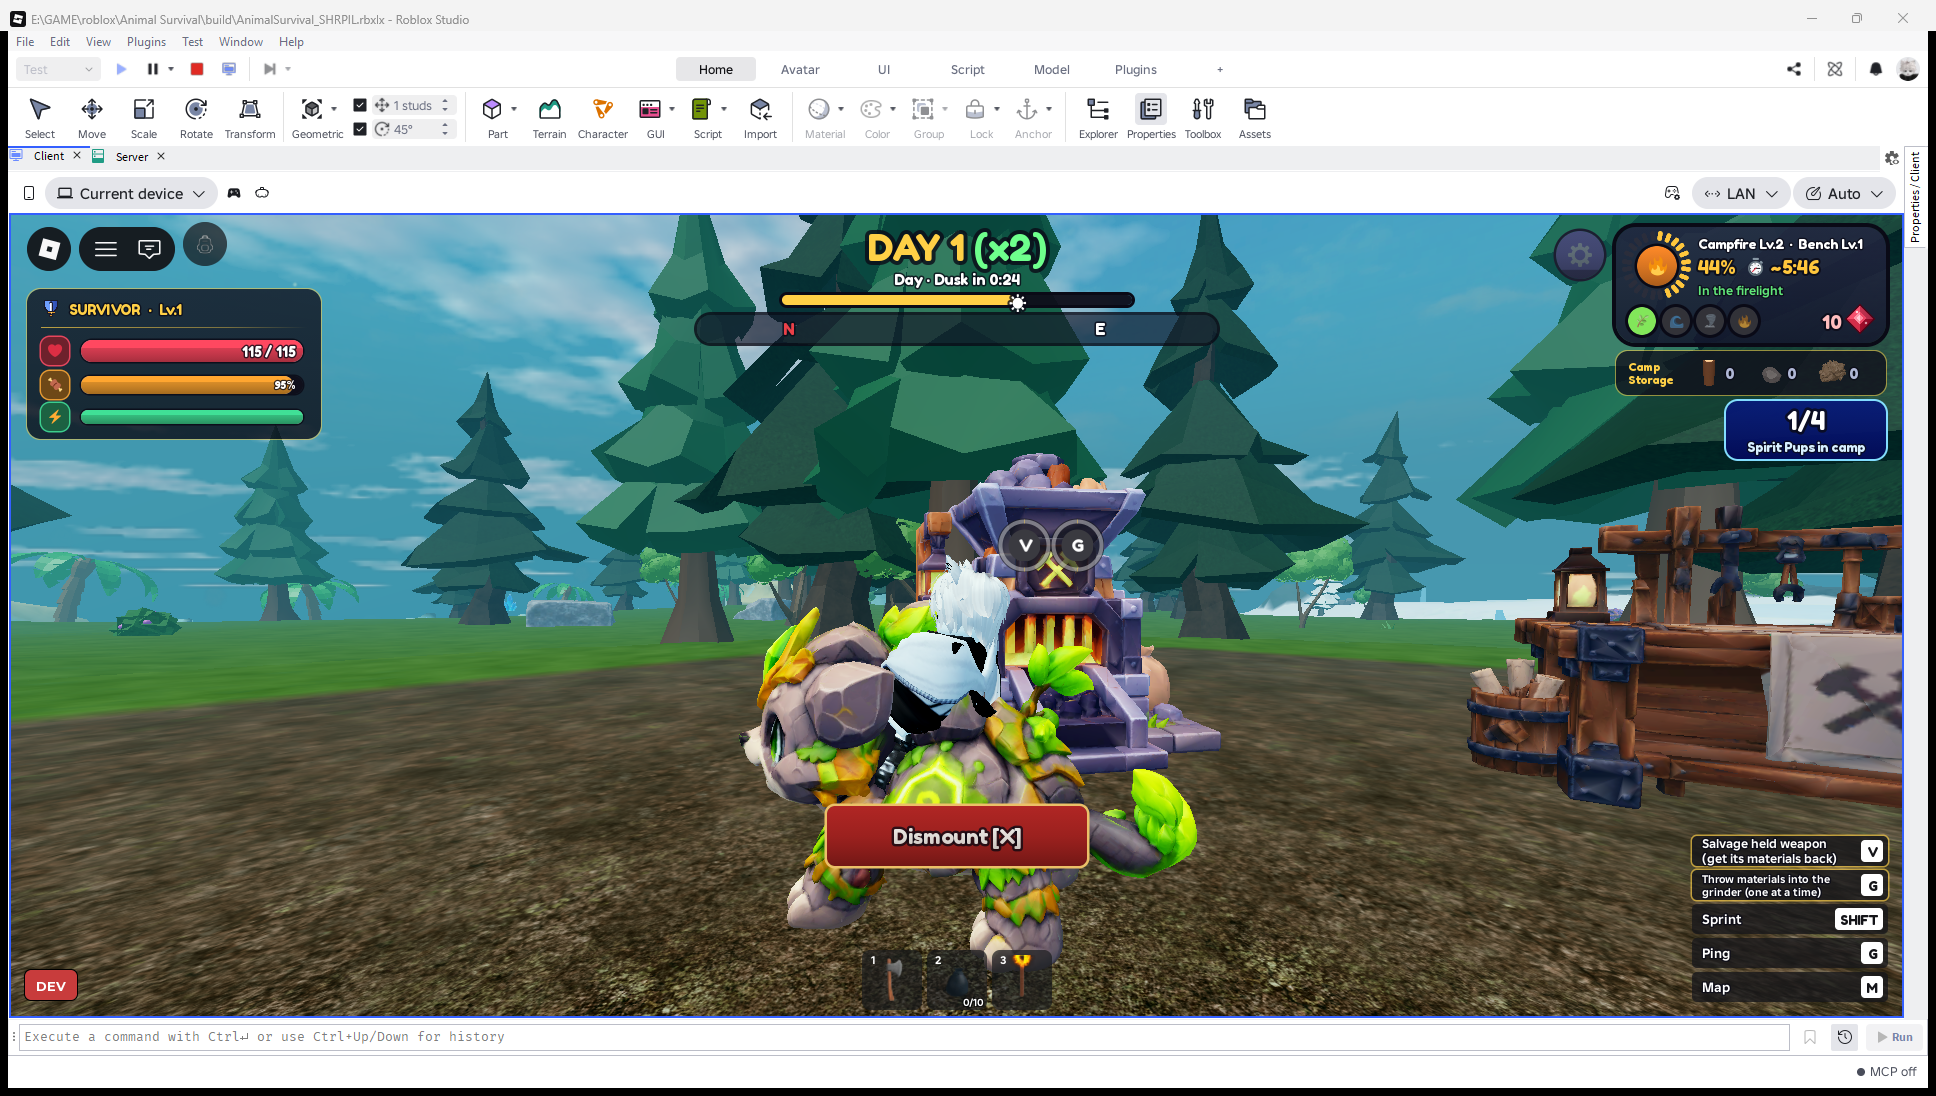 E:\GAME\roblox\Animal Survival\build\AnimalSurvival_SHRPIL.rbxlx - Roblox Studio
File Edit View Plugins Test Window Help
Test
Home Avatar UI Script Model Plugins +
1 studs
45°
Select Move Scale Rotate Transform Geometric Part Terrain Character GUI Script Import Material Color Group Lock Anchor Explorer Properties Toolbox Assets
Client Server
Properties / Client
Current device
LAN
Auto
DAY 1 (x2)
Day · Dusk in 0:24
N E
SURVIVOR · Lv.1
115 / 115
95%
Campfire Lv.2 · Bench Lv.1
44% ~5:46
In the firelight
10
Camp
Storage
0 0 0
1/4
Spirit Pups in camp
V G
Dismount [X]
Salvage held weapon
(get its materials back)
V
Throw materials into the
grinder (one at a time)
G
Sprint SHIFT
Ping G
Map M
1 2 3
0/10
DEV
Execute a command with Ctrl↵ or use Ctrl+Up/Down for history
Run
MCP off